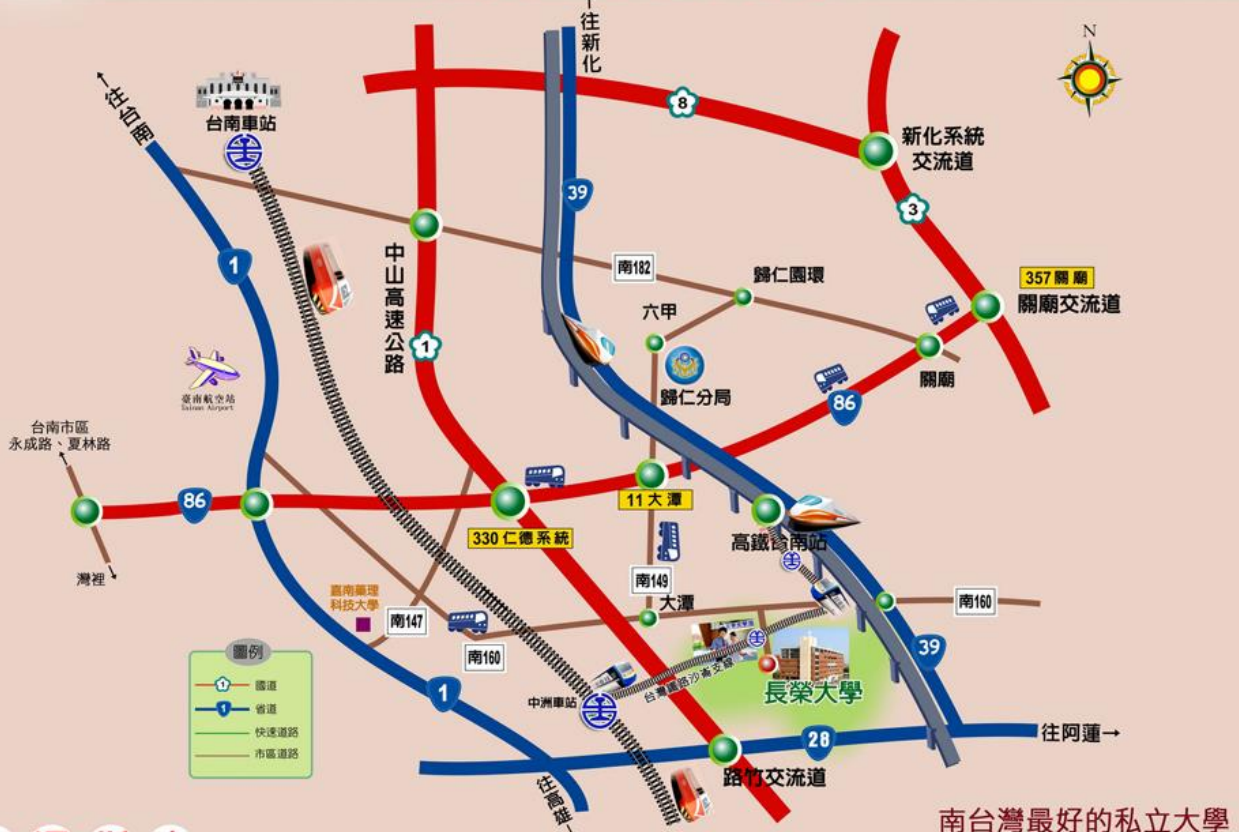 往新化
N
往台南
台南車站
8
新化系統
交流道
39
3
1
中山高速公路
南182
歸仁圓環
357 關廟
關廟交流道
六甲
1
歸仁分局
關廟
臺南航空站
Tainan Airport
86
台南市區
永成路、夏林路
86
11 大潭
330 仁德系統
高鐵台南站
灣裡
南149
嘉南藥理
科技大學
南147
大潭
南160
南160
39
圖例
1 國道
1 省道
快速道路
市區道路
1
中洲車站
台灣鐵路沙崙支線
長榮大學
28
往阿蓮→
路竹交流道
往高雄
南台灣最好的私立大學